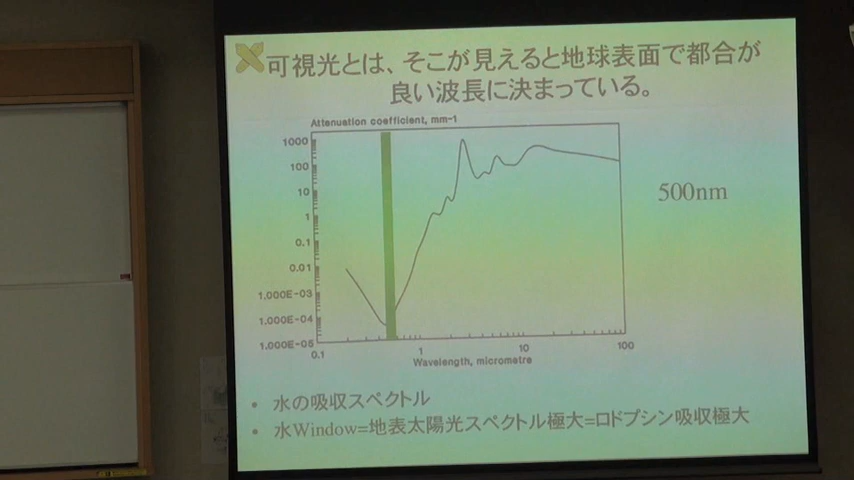 可視光とは、そこが見えると地球表面で都合が
良い波長に決まっている。
Attenuation coefficient, mm-1
1000
100
10
1
0.1
0.01
1.000E-03
1.000E-04
1.000E-05
0.1 1 10 100
Wavelength, micrometre
500nm
• 水の吸収スペクトル
• 水Window=地表太陽光スペクトル極大=ロドプシン吸収極大